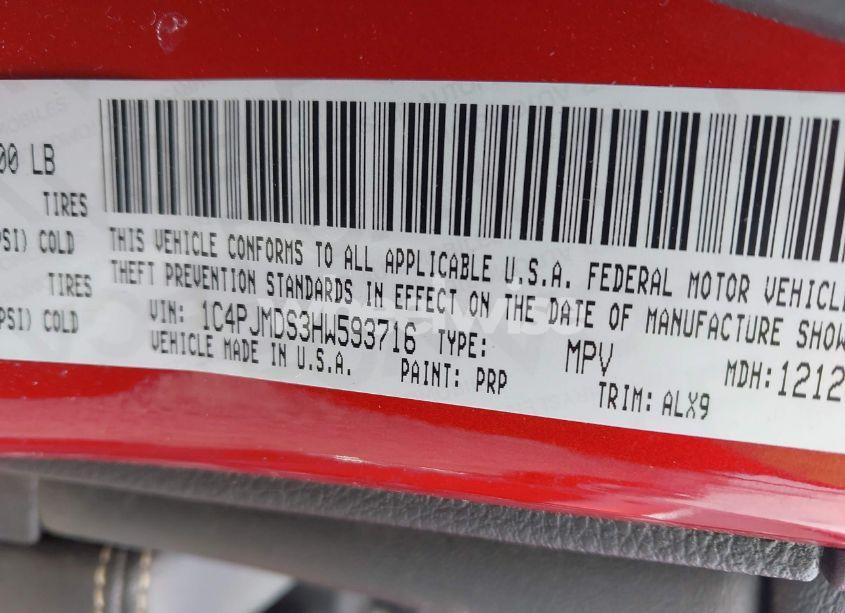 00 LB
TIRES
PSI) COLD
TIRES
PSI) COLD
THIS VEHICLE CONFORMS TO ALL APPLICABLE U.S.A. FEDERAL MOTOR VEHICLE
THEFT PREVENTION STANDARDS IN EFFECT ON THE DATE OF MANUFACTURE SHOW
VIN: 1C4PJMDS3HW593716 TYPE: MPV MDH: 1212
VEHICLE MADE IN U.S.A. PAINT: PRP TRIM: ALX9